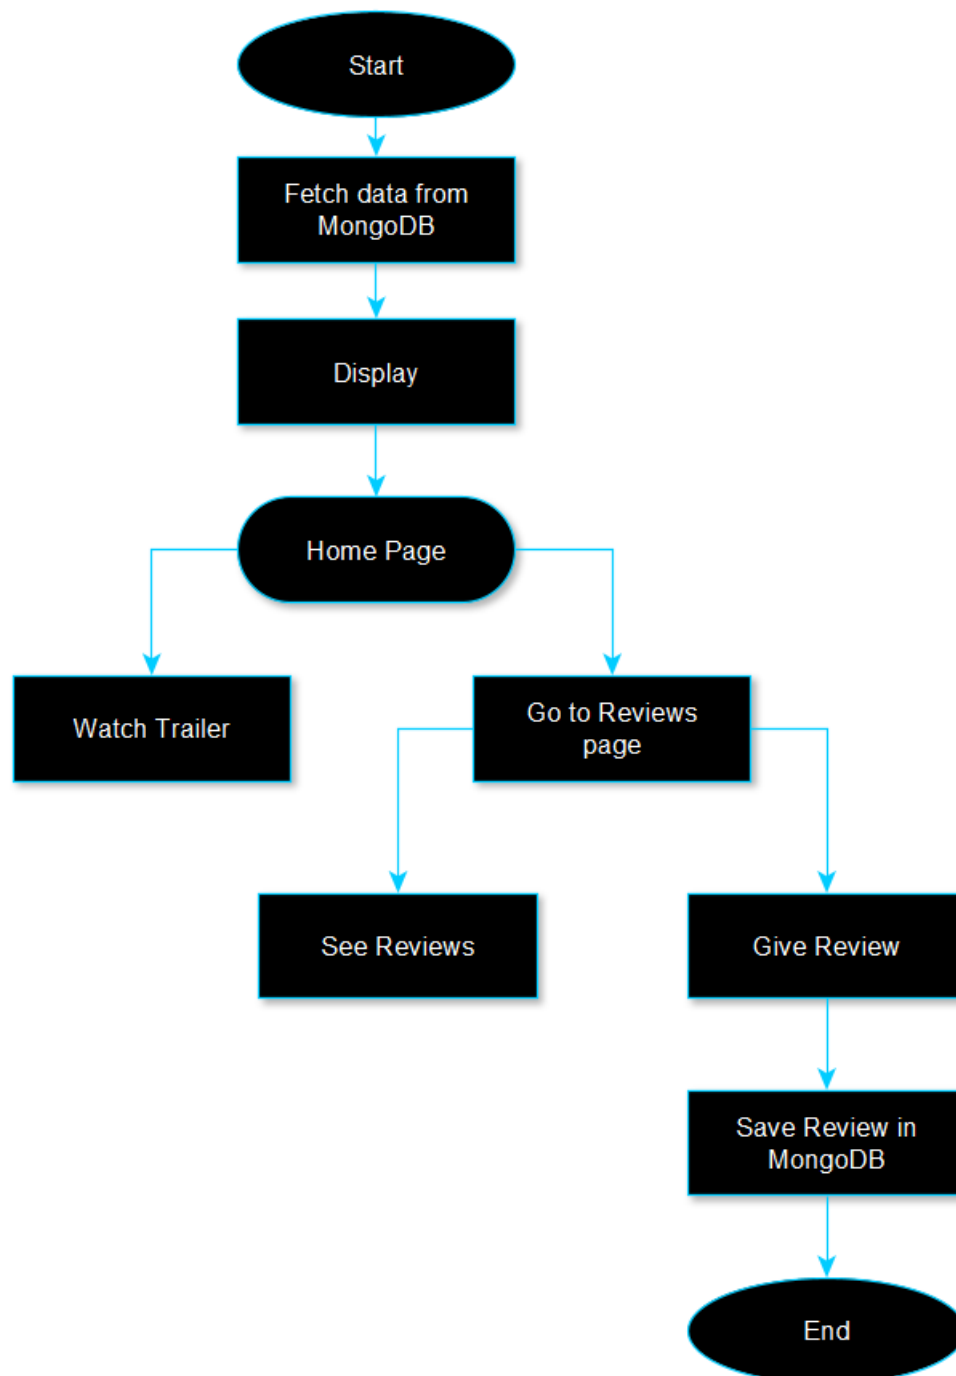 Start
Fetch data from
MongoDB
Display
Home Page
Watch Trailer
Go to Reviews
page
See Reviews
Give Review
Save Review in
MongoDB
End